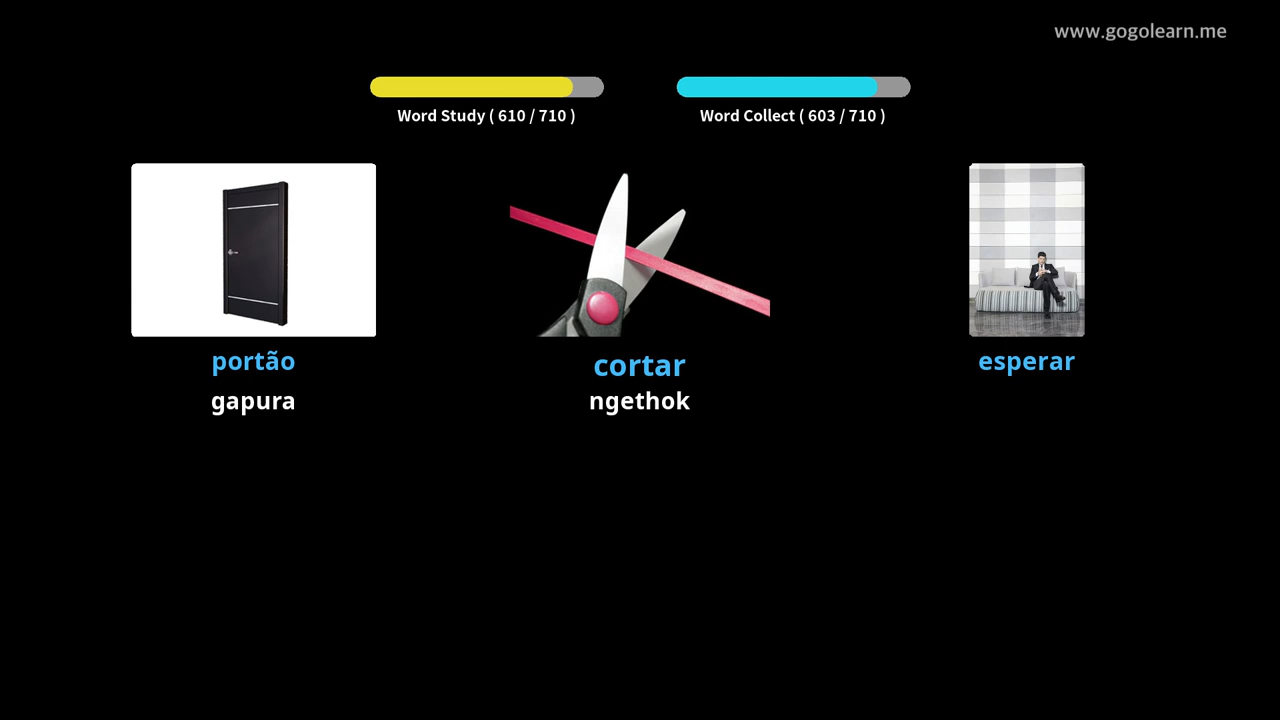 www.gogolearn.me
Word Study ( 610 / 710 )
Word Collect ( 603 / 710 )
portão
cortar
esperar
gapura
ngethok